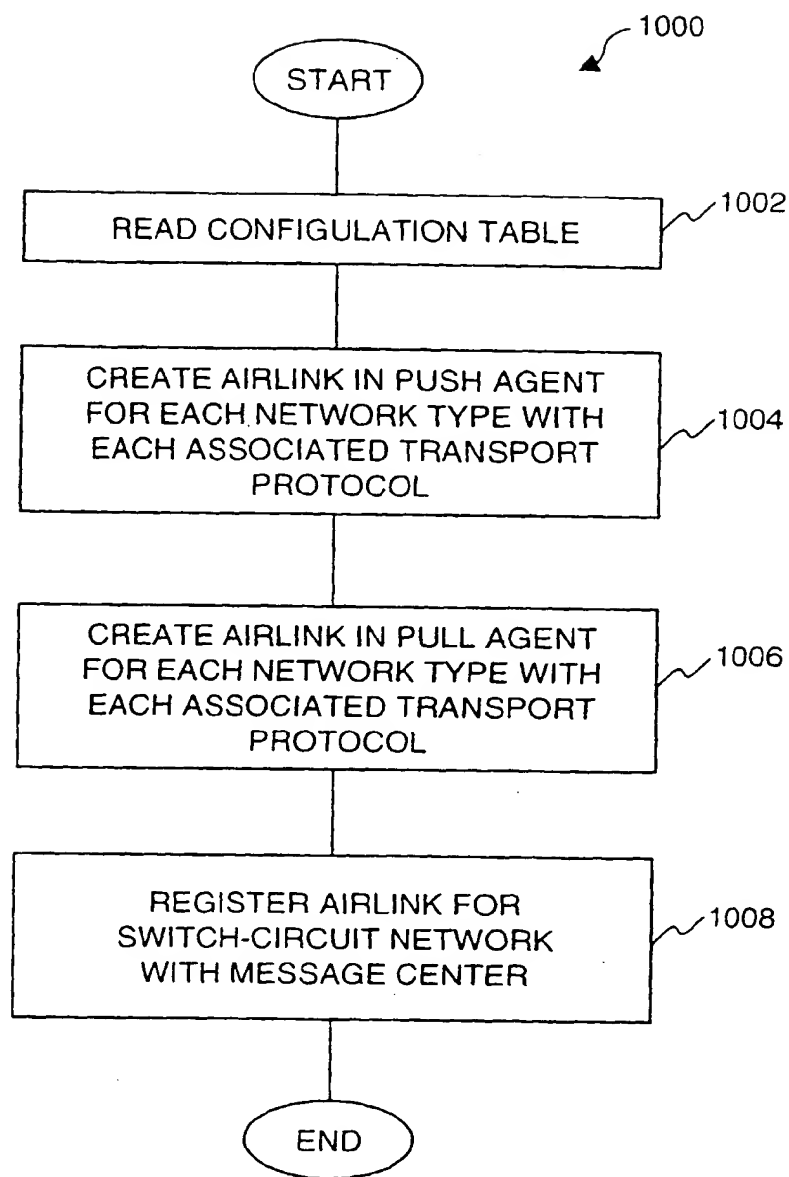 1000
START
READ CONFIGULATION TABLE
1002
CREATE AIRLINK IN PUSH AGENT
FOR EACH NETWORK TYPE WITH
EACH ASSOCIATED TRANSPORT
PROTOCOL
1004
CREATE AIRLINK IN PULL AGENT
FOR EACH NETWORK TYPE WITH
EACH ASSOCIATED TRANSPORT
PROTOCOL
1006
REGISTER AIRLINK FOR
SWITCH-CIRCUIT NETWORK
WITH MESSAGE CENTER
1008
END